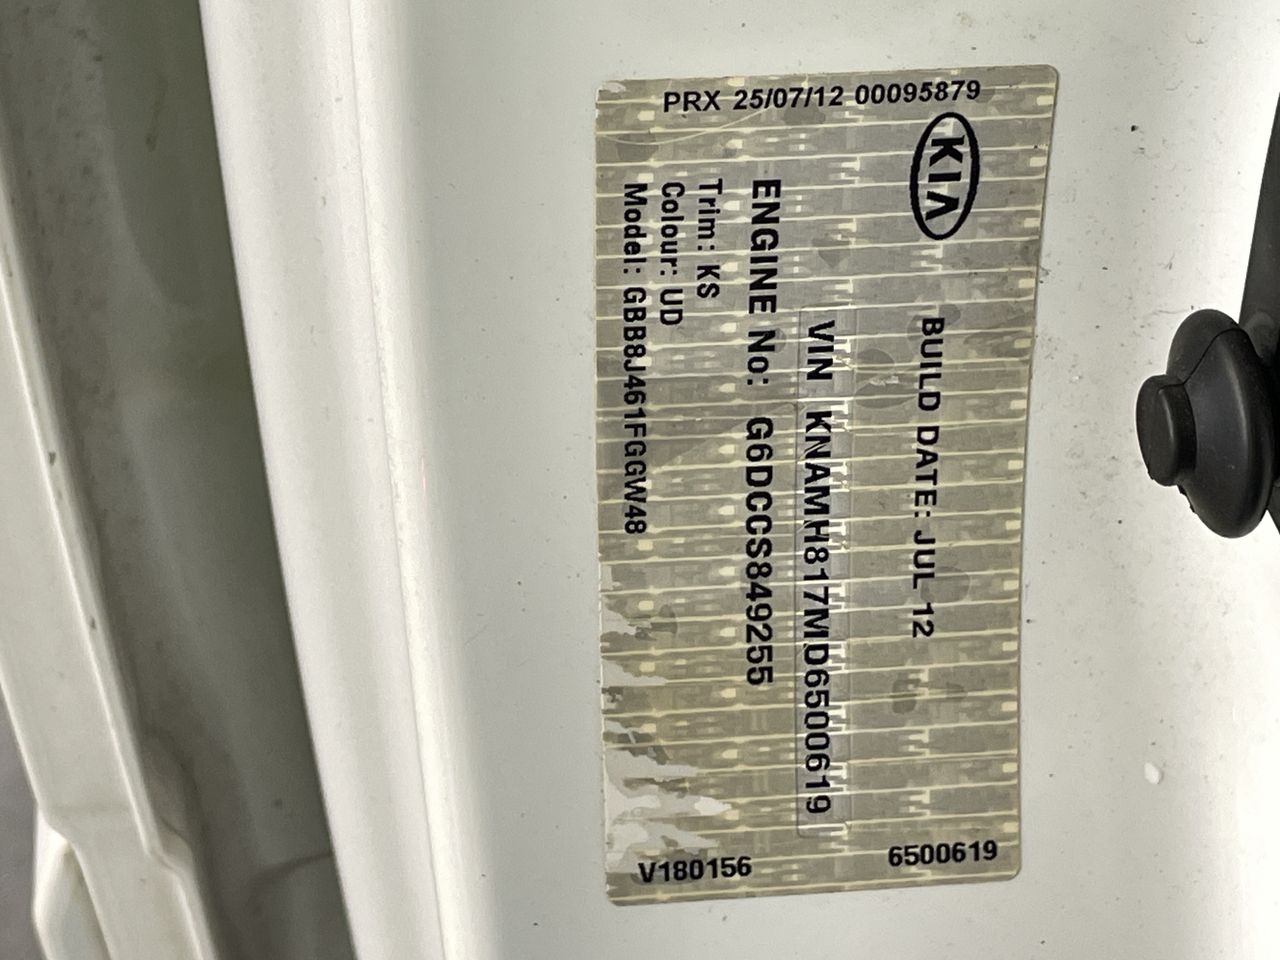 PRX 25/07/12 00095879
KIA
BUILD DATE: JUL 12
VIN KNAMH817MD6500619
ENGINE No: G6DCCS849255
Trim: KS
Colour: UD
Model: GBB8J461FGGW48
6500619
V180156